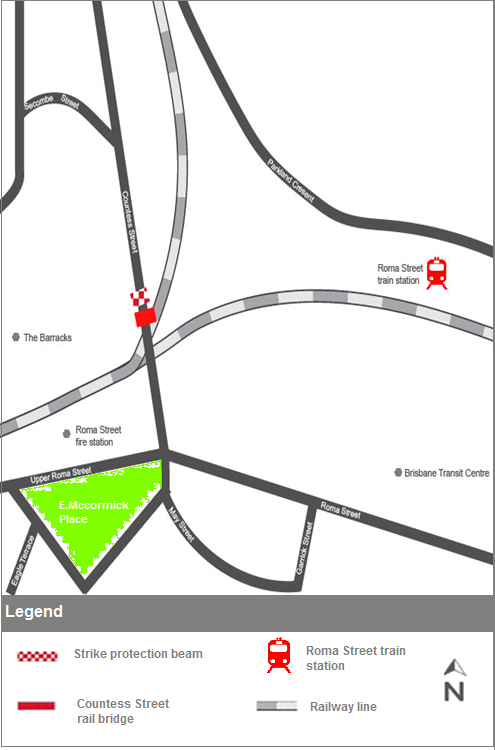 Secombe Street
Parkland Cresent
Countess Street
Roma Street
train station
The Barracks
Roma Street
fire station
Upper Roma Street
Brisbane Transit Centre
E.Mccormick
Place
Roma Street
May Street
Garrick Street
Eagle Terrace
Legend
Strike protection beam
Roma Street train
station
Countess Street
rail bridge
Railway line
N